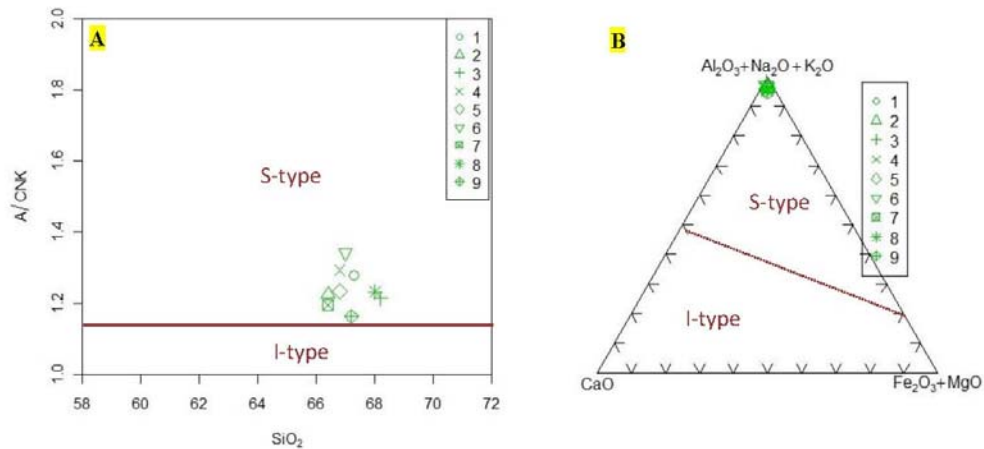 A
2.0
1.8
1.6
1.4
1.2
1.0
A/CNK
S-type
I-type
58 60 62 64 66 68 70 72
SiO₂
1
2
3
4
5
6
7
8
9
B
Al₂O₃+Na₂O+K₂O
S-type
I-type
CaO
Fe₂O₃+MgO
1
2
3
4
5
6
7
8
9